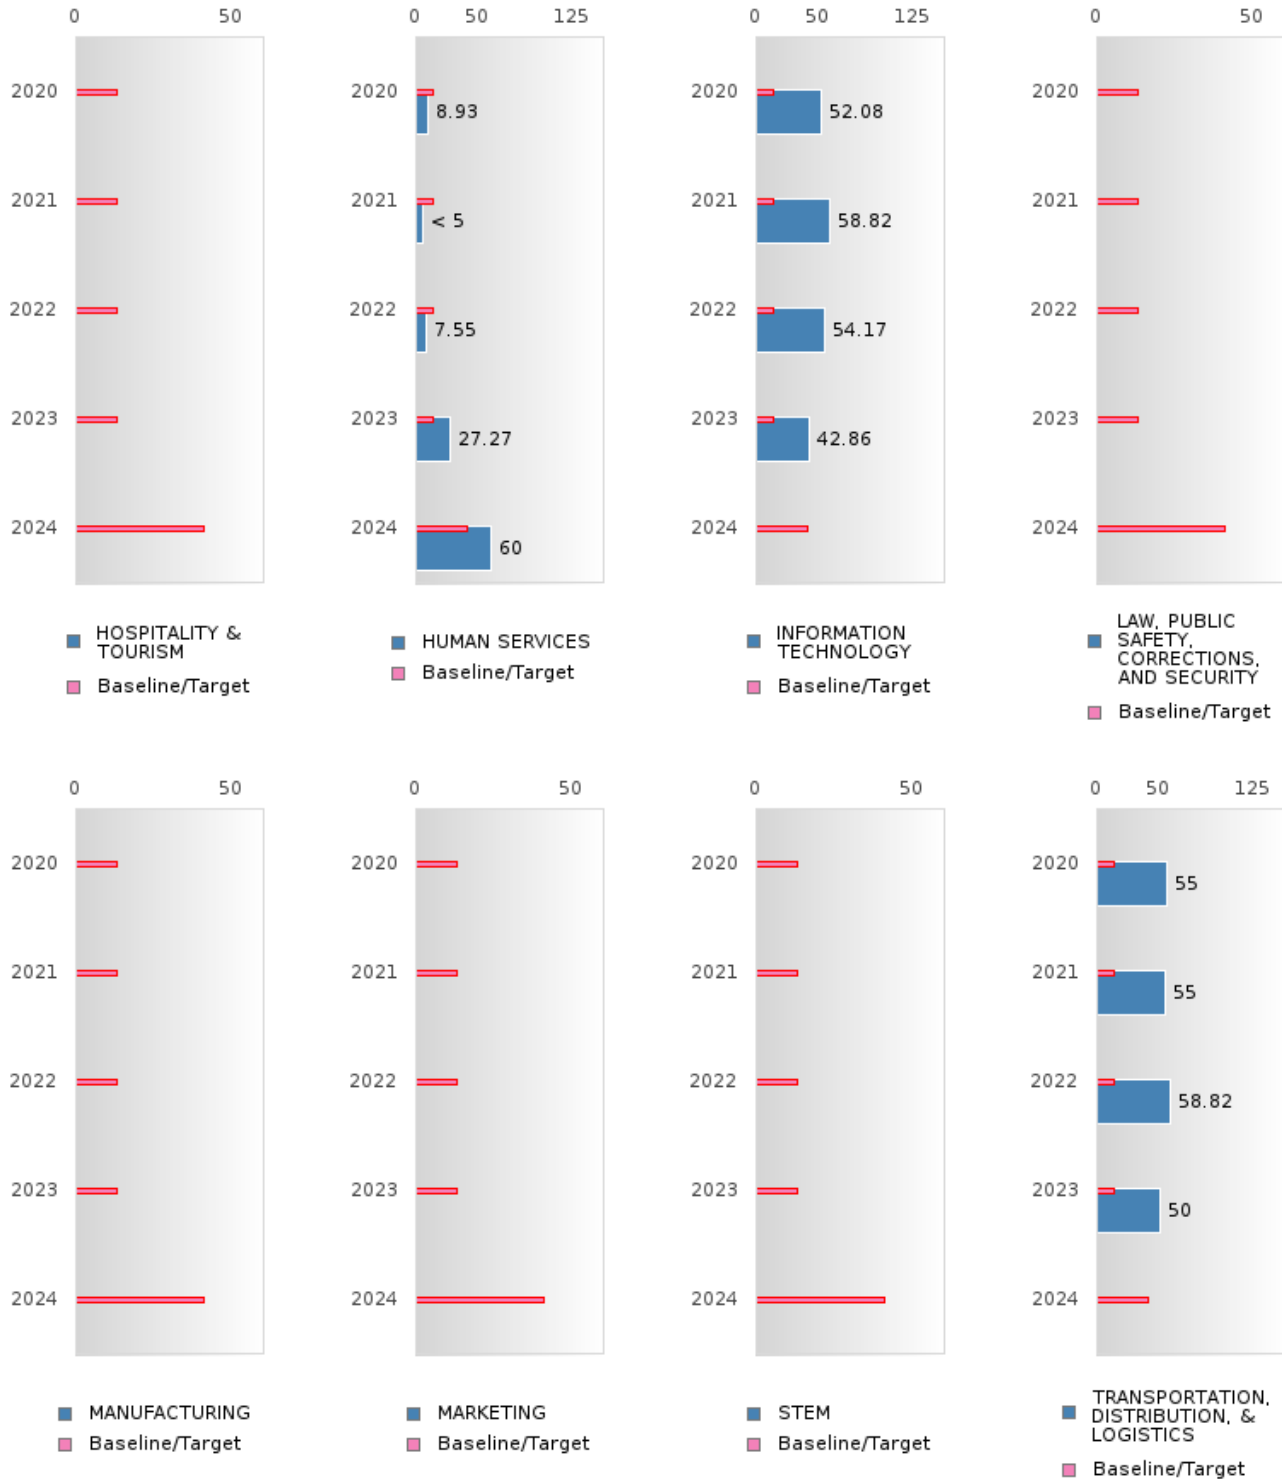 0 50
2020
2021
2022
2023
2024
HOSPITALITY &
TOURISM
Baseline/Target
0 50 125
2020
8.93
2021
< 5
2022
7.55
2023
27.27
2024
60
HUMAN SERVICES
Baseline/Target
0 50 125
2020
52.08
2021
58.82
2022
54.17
2023
42.86
2024
INFORMATION
TECHNOLOGY
Baseline/Target
0 50
2020
2021
2022
2023
2024
LAW, PUBLIC
SAFETY,
CORRECTIONS,
AND SECURITY
Baseline/Target
0 50
2020
2021
2022
2023
2024
MANUFACTURING
Baseline/Target
0 50
2020
2021
2022
2023
2024
MARKETING
Baseline/Target
0 50
2020
2021
2022
2023
2024
STEM
Baseline/Target
0 50 125
2020
55
2021
55
2022
58.82
2023
50
2024
TRANSPORTATION,
DISTRIBUTION, &
LOGISTICS
Baseline/Target